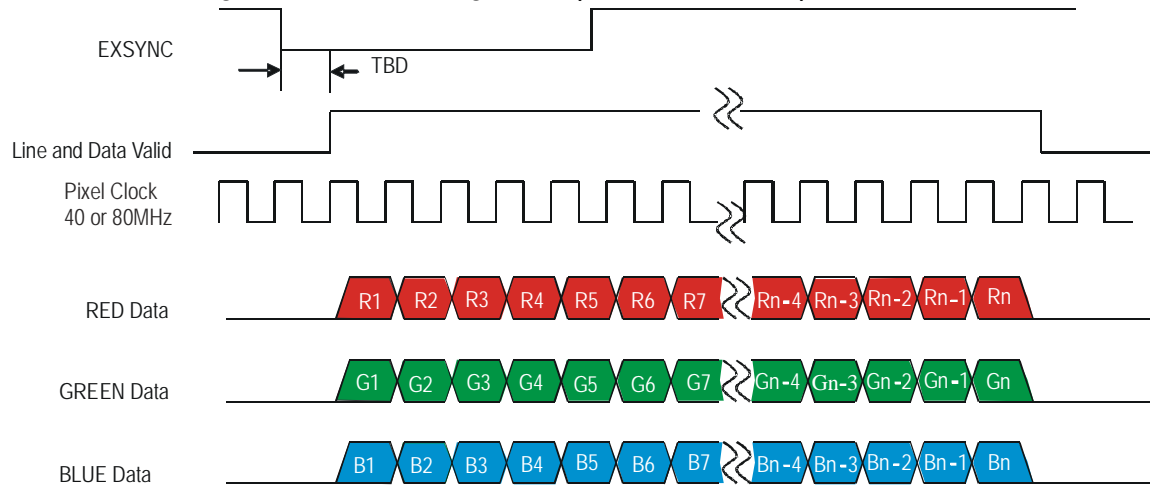 EXSYNC
TBD
Line and Data Valid
Pixel Clock
40 or 80MHz
RED Data
R1 R2 R3 R4 R5 R6 R7 Rn-4 Rn-3 Rn-2 Rn-1 Rn
GREEN Data
G1 G2 G3 G4 G5 G6 G7 Gn-4 Gn-3 Gn-2 Gn-1 Gn
BLUE Data
B1 B2 B3 B4 B5 B6 B7 Bn-4 Bn-3 Bn-2 Bn-1 Bn